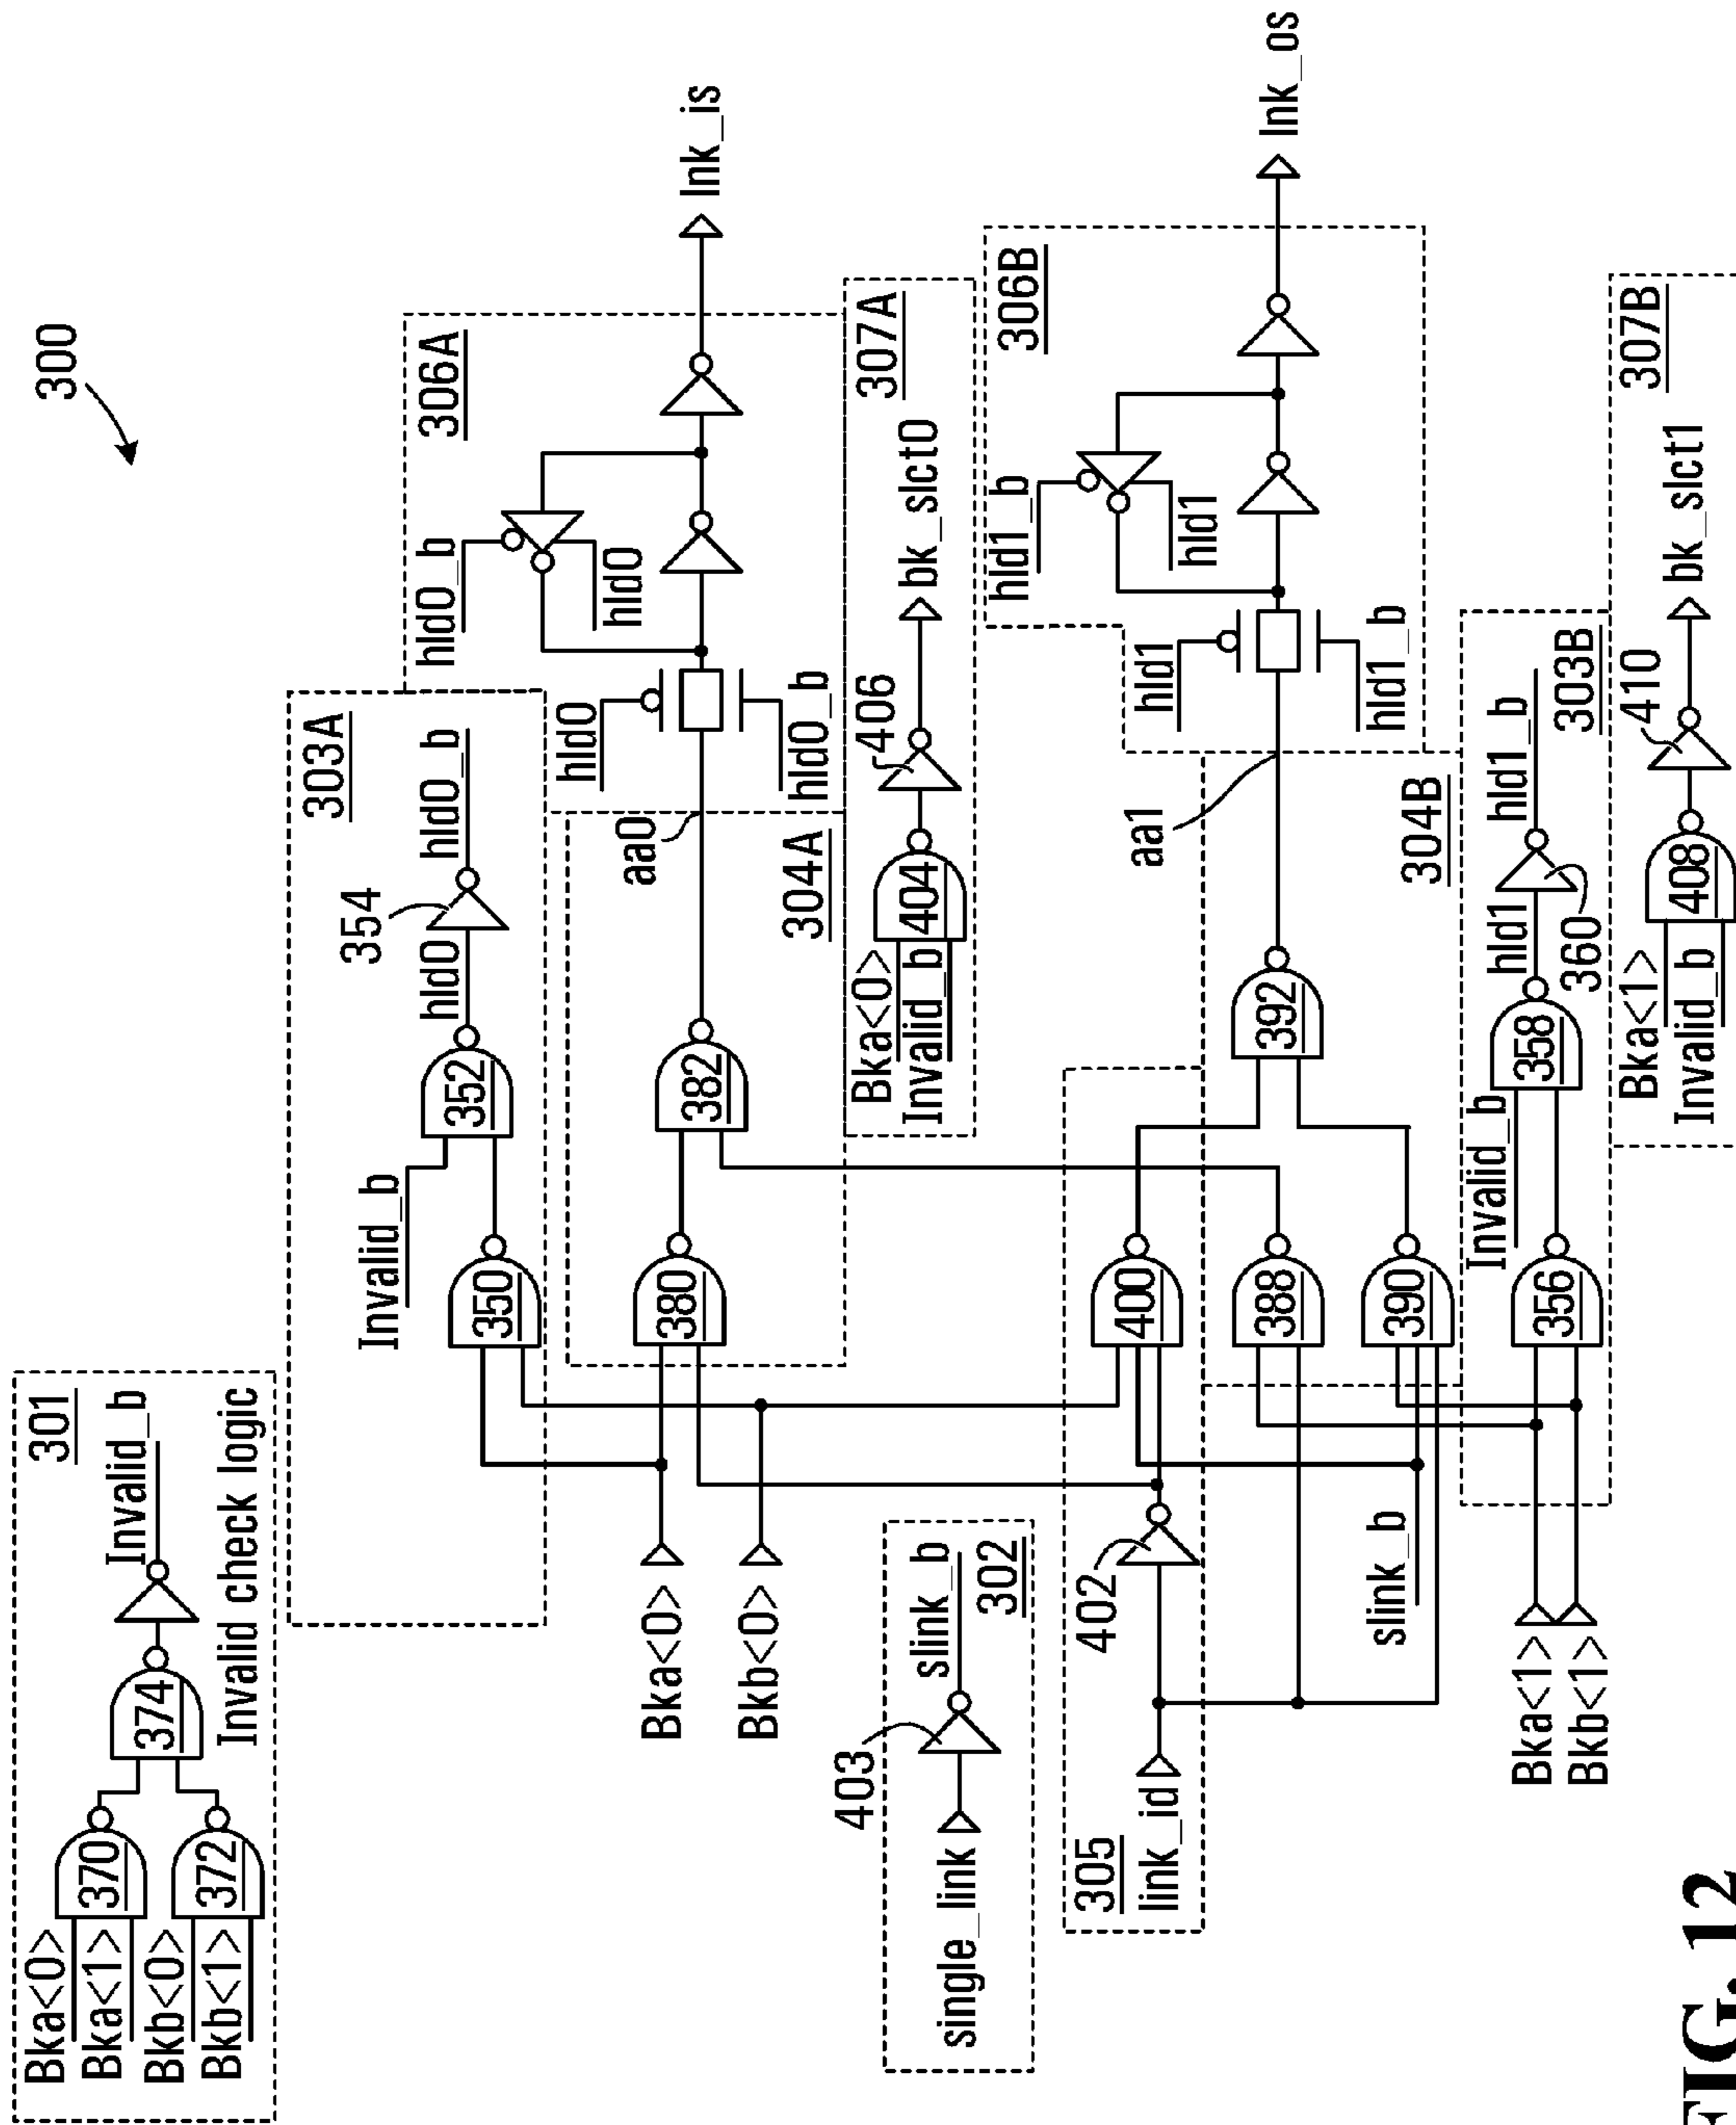 300
301
Bka<0>
Bka<1>
370
Bkb<0>
Bkb<1>
372
374
Invalid_b
Invalid check logic
303A
Invalid_b
350
352
hld0
354
hld0_b
306A
hld0_b
hld0
hld0
hld0_b
lnk_is
Bka<0>
Bkb<0>
380
382
304A
aa0
307A
Bka<0>
Invalid_b
404
406
bk_slct0
403
single_link
slink_b
302
305
link_id
402
400
388
390
392
slink_b
304B
aa1
306B
hld1_b
hld1
hld1
hld1_b
lnk_os
Bka<1>
Bkb<1>
356
Invalid_b
358
hld1
360
hld1_b
303B
307B
Bka<1>
Invalid_b
408
410
bk_slct1
FIG. 12